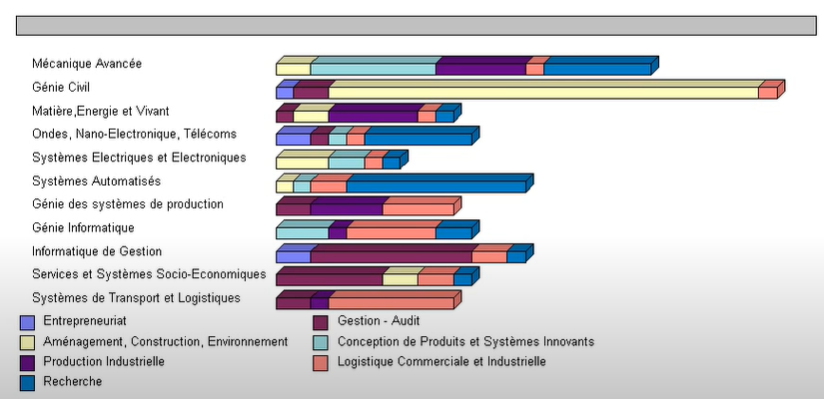 Mécanique Avancée
Génie Civil
Matière,Energie et Vivant
Ondes, Nano-Electronique, Télécoms
Systèmes Electriques et Electroniques
Systèmes Automatisés
Génie des systèmes de production
Génie Informatique
Informatique de Gestion
Services et Systèmes Socio-Economiques
Systèmes de Transport et Logistiques
Entrepreneuriat
Gestion - Audit
Aménagement, Construction, Environnement
Conception de Produits et Systèmes Innovants
Production Industrielle
Logistique Commerciale et Industrielle
Recherche